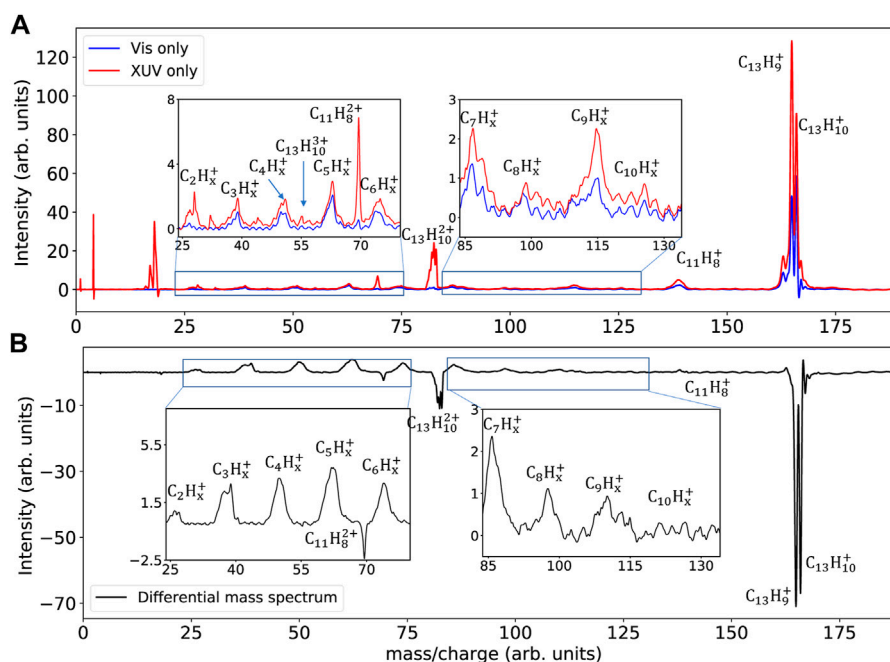 A
Intensity (arb. units)
120
100
80
60
40
20
0
Vis only
XUV only
8
4
0
25 40 55 70
C₂Hₓ⁺
C₃Hₓ⁺
C₄Hₓ⁺
C₁₃H₁₀³⁺
C₁₁H₈²⁺
C₅Hₓ⁺
C₆Hₓ⁺
3
2
1
0
85 100 115 130
C₇Hₓ⁺
C₈Hₓ⁺
C₉Hₓ⁺
C₁₀Hₓ⁺
C₁₃H₁₀²⁺
C₁₁H₈⁺
C₁₃H₉⁺
C₁₃H₁₀⁺
0 25 50 75 100 125 150 175
B
Intensity (arb. units)
−10
−30
−50
−70
5.5
1.5
−2.5
25 40 55 70
C₂Hₓ⁺
C₃Hₓ⁺
C₄Hₓ⁺
C₅Hₓ⁺
C₆Hₓ⁺
C₁₁H₈²⁺
C₁₃H₁₀²⁺
3
2
1
0
85 100 115 130
C₇Hₓ⁺
C₈Hₓ⁺
C₉Hₓ⁺
C₁₀Hₓ⁺
C₁₁H₈⁺
C₁₃H₉⁺
C₁₃H₁₀⁺
Differential mass spectrum
0 25 50 75 100 125 150 175
mass/charge (arb. units)